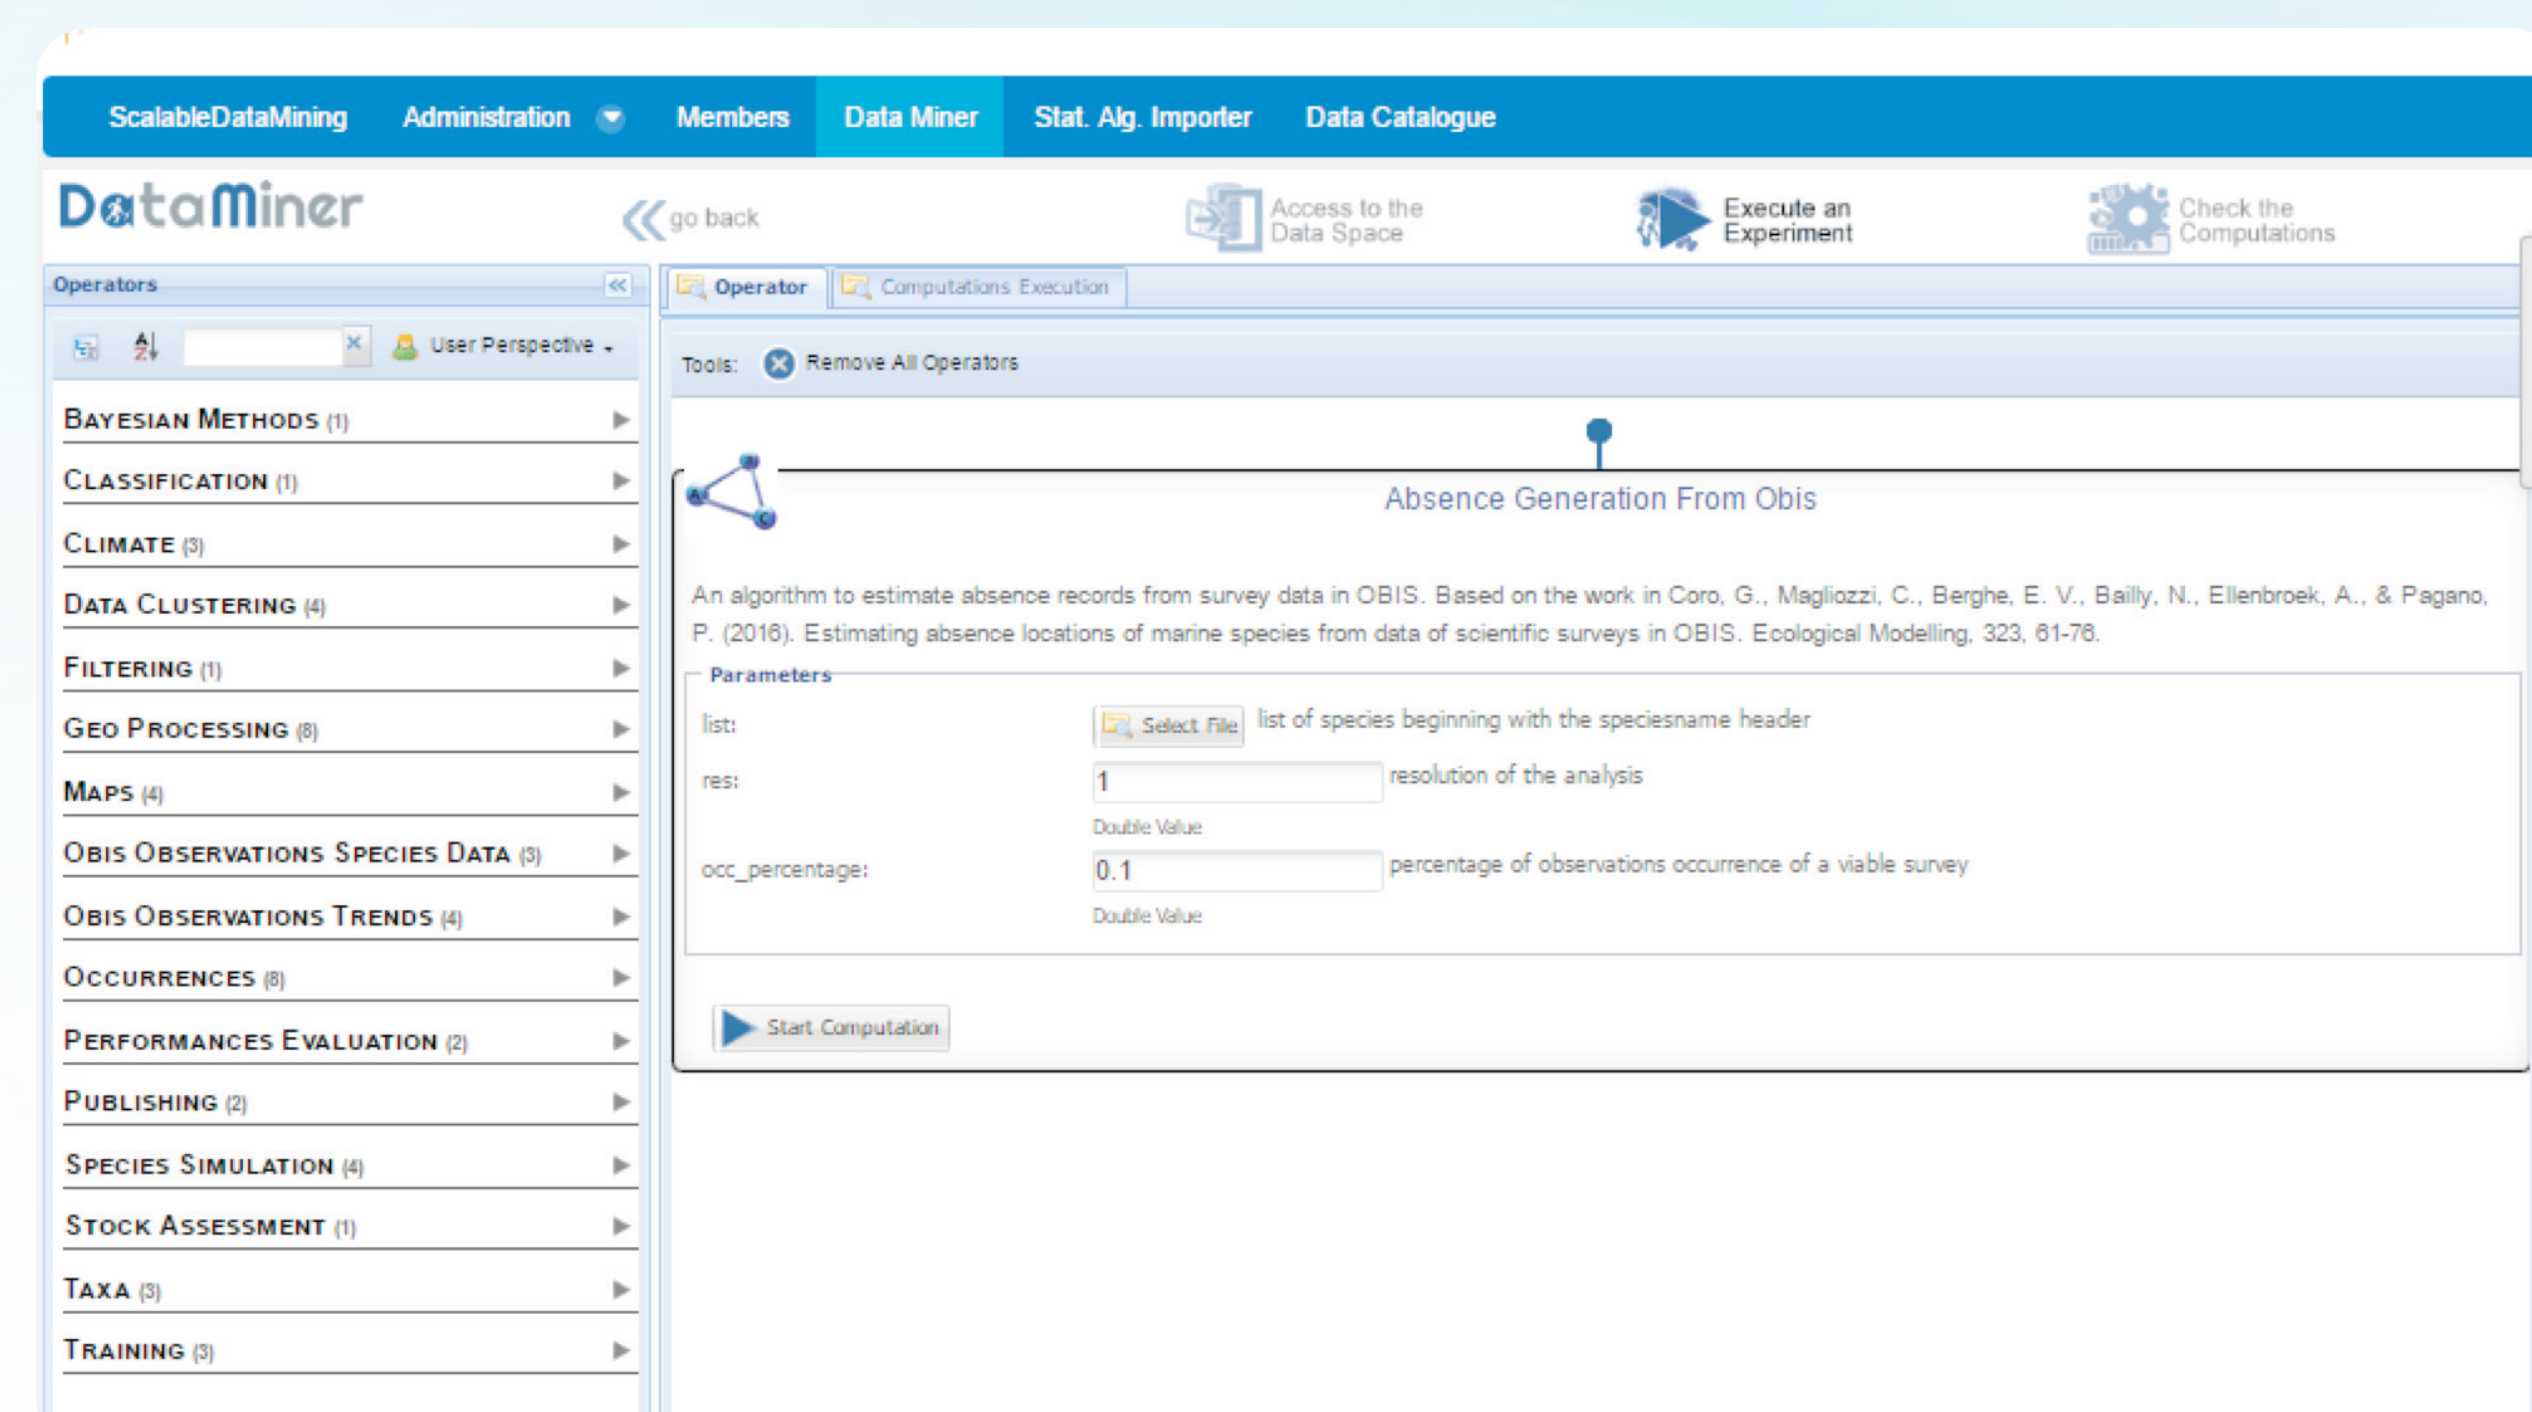 ScalableDataMining Administration Members Data Miner Stat. Alg. Importer Data Catalogue
DataMiner
go back
Access to the
Data Space
Execute an
Experiment
Check the
Computations
Operators
User Perspective
BAYESIAN METHODS (1)
CLASSIFICATION (1)
CLIMATE (3)
DATA CLUSTERING (4)
FILTERING (1)
GEO PROCESSING (8)
MAPS (4)
OBIS OBSERVATIONS SPECIES DATA (3)
OBIS OBSERVATIONS TRENDS (4)
OCCURRENCES (8)
PERFORMANCES EVALUATION (2)
PUBLISHING (2)
SPECIES SIMULATION (4)
STOCK ASSESSMENT (1)
TAXA (3)
TRAINING (3)
Operator Computations Execution
Tools: Remove All Operators
Absence Generation From Obis
An algorithm to estimate absence records from survey data in OBIS. Based on the work in Coro, G., Magliozzi, C., Berghe, E. V., Bailly, N., Ellenbroek, A., & Pagano,
P. (2016). Estimating absence locations of marine species from data of scientific surveys in OBIS. Ecological Modelling, 323, 61-76.
Parameters
list: Select File list of species beginning with the speciesname header
res: 1 resolution of the analysis
Double Value
occ_percentage: 0.1 percentage of observations occurrence of a viable survey
Double Value
Start Computation